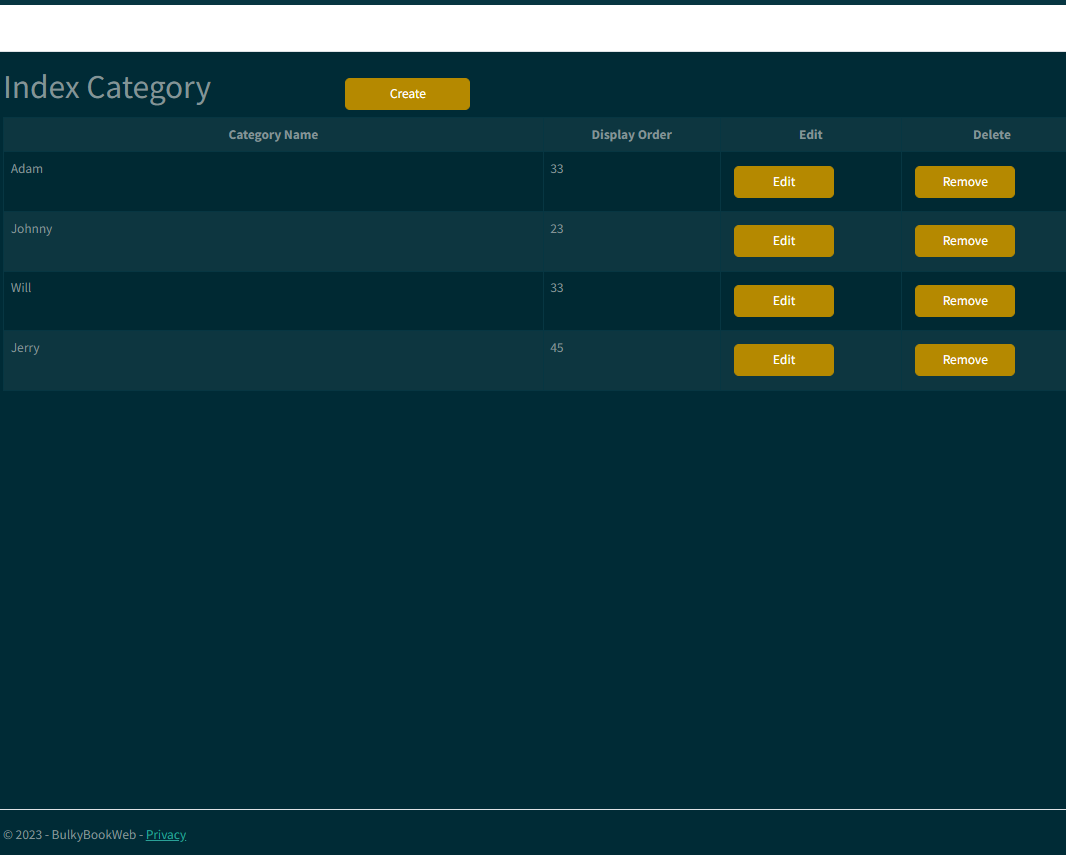 Index Category
Create
Category Name Display Order Edit Delete
Adam 33 Edit Remove
Johnny 23 Edit Remove
Will 33 Edit Remove
Jerry 45 Edit Remove
© 2023 - BulkyBookWeb - Privacy